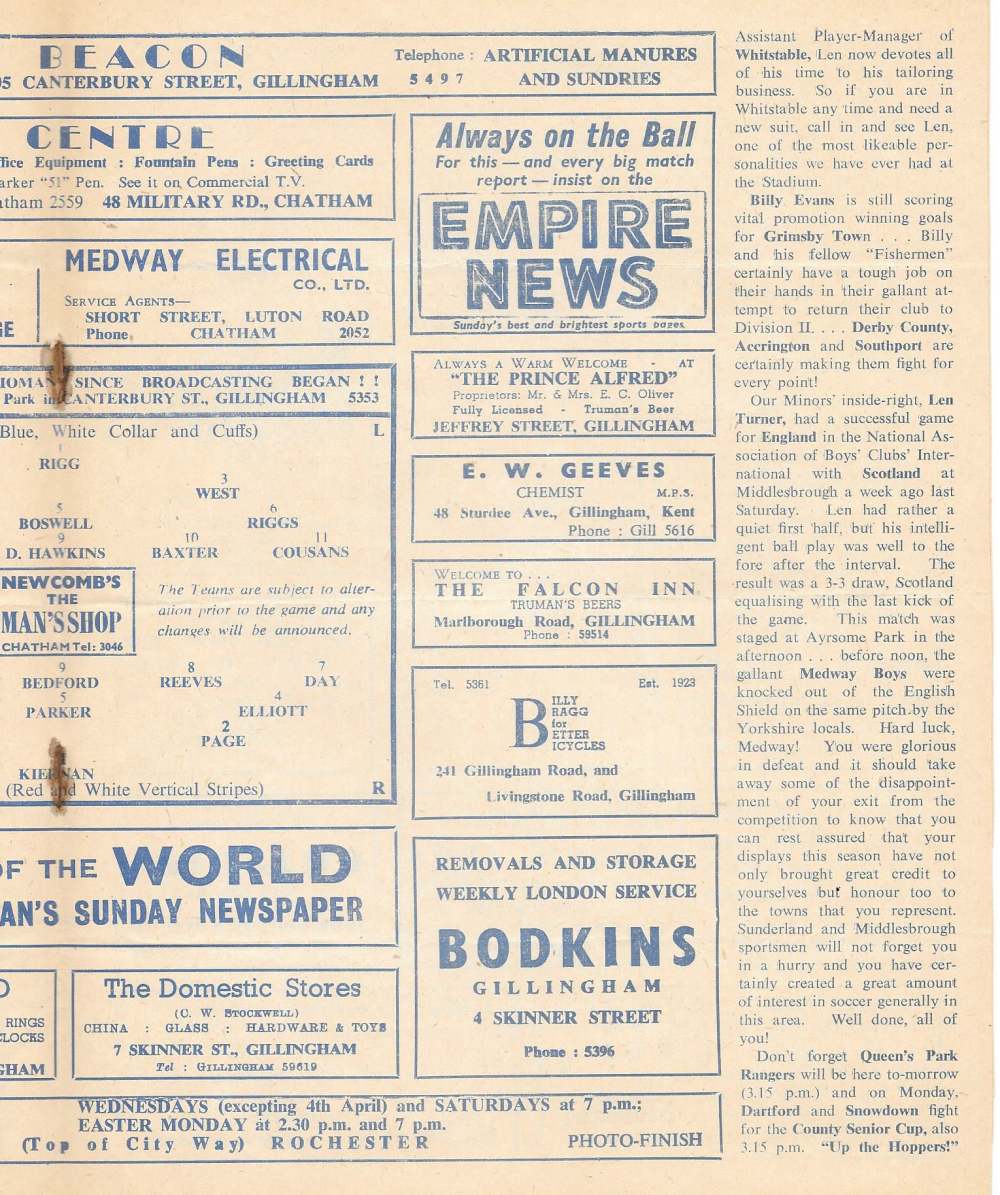 BEACON
Telephone : ARTIFICIAL MANURES
05 CANTERBURY STREET, GILLINGHAM 5497 AND SUNDRIES
CENTRE
ffice Equipment : Fountain Pens : Greeting Cards
arker "51" Pen. See it on Commercial T.V.
atham 2559 48 MILITARY RD., CHATHAM
MEDWAY ELECTRICAL
CO., LTD.
SERVICE AGENTS—
SHORT STREET, LUTON ROAD
GE
Phone CHATHAM 2052
IOMAN SINCE BROADCASTING BEGAN ! !
Park in CANTERBURY ST., GILLINGHAM 5353
Blue, White Collar and Cuffs) L
1
RIGG
3
WEST
5 6
BOSWELL RIGGS
9 10 11
D. HAWKINS BAXTER COUSANS
NEWCOMB'S
THE
MAN'S SHOP
CHATHAM Tel: 3046
The Teams are subject to alter-
ation prior to the game and any
changes will be announced.
9 8 7
BEDFORD REEVES DAY
5 4
PARKER ELLIOTT
2
PAGE
KIERNAN
(Red and White Vertical Stripes) R
OF THE WORLD
AN'S SUNDAY NEWSPAPER
RINGS
CLOCKS
GHAM
The Domestic Stores
(C. W. STOCKWELL)
CHINA : GLASS : HARDWARE & TOYS
7 SKINNER ST., GILLINGHAM
Tel : GILLINGHAM 59619
WEDNESDAYS (excepting 4th April) and SATURDAYS at 7 p.m.;
EASTER MONDAY at 2.30 p.m. and 7 p.m.
(Top of City Way) ROCHESTER PHOTO-FINISH
Always on the Ball
For this — and every big match
report — insist on the
EMPIRE
NEWS
Sunday's best and brightest sports pages
ALWAYS A WARM WELCOME - AT
"THE PRINCE ALFRED"
Proprietors: Mr. & Mrs. E. C. Oliver
Fully Licensed - Truman's Beer
JEFFREY STREET, GILLINGHAM
E. W. GEEVES
CHEMIST M.P.S.
48 Sturdee Ave., Gillingham, Kent
Phone : Gill 5616
WELCOME TO . . .
THE FALCON INN
TRUMAN'S BEERS
Marlborough Road, GILLINGHAM
Phone : 59514
Tel. 5361 Est. 1923
BILLY
RAGG
for
BETTER
BICYCLES
241 Gillingham Road, and
Livingstone Road, Gillingham
REMOVALS AND STORAGE
WEEKLY LONDON SERVICE
BODKINS
GILLINGHAM
4 SKINNER STREET
Phone : 5396
Assistant Player-Manager of
Whitstable, Len now devotes all
of his time to his tailoring
business. So if you are in
Whitstable any time and need a
new suit, call in and see Len,
one of the most likeable per-
sonalities we have ever had at
the Stadium.
Billy Evans is still scoring
vital promotion winning goals
for Grimsby Town . . . Billy
and his fellow "Fishermen"
certainly have a tough job on
their hands in their gallant at-
tempt to return their club to
Division II. . . . Derby County,
Accrington and Southport are
certainly making them fight for
every point!
Our Minors' inside-right, Len
Turner, had a successful game
for England in the National As-
sociation of Boys' Clubs' Inter-
national with Scotland at
Middlesbrough a week ago last
Saturday. Len had rather a
quiet first half, but his intelli-
gent ball play was well to the
fore after the interval. The
result was a 3-3 draw, Scotland
equalising with the last kick of
the game. This match was
staged at Ayrsome Park in the
afternoon . . . before noon, the
gallant Medway Boys were
knocked out of the English
Shield on the same pitch by the
Yorkshire locals. Hard luck,
Medway! You were glorious
in defeat and it should take
away some of the disappoint-
ment of your exit from the
competition to know that you
can rest assured that your
displays this season have not
only brought great credit to
yourselves but honour too to
the towns that you represent.
Sunderland and Middlesbrough
sportsmen will not forget you
in a hurry and you have cer-
tainly created a great amount
of interest in soccer generally in
this area. Well done, all of
you!
Don't forget Queen's Park
Rangers will be here to-morrow
(3.15 p.m.) and on Monday,
Dartford and Snowdown fight
for the County Senior Cup, also
3.15 p.m. "Up the Hoppers!"